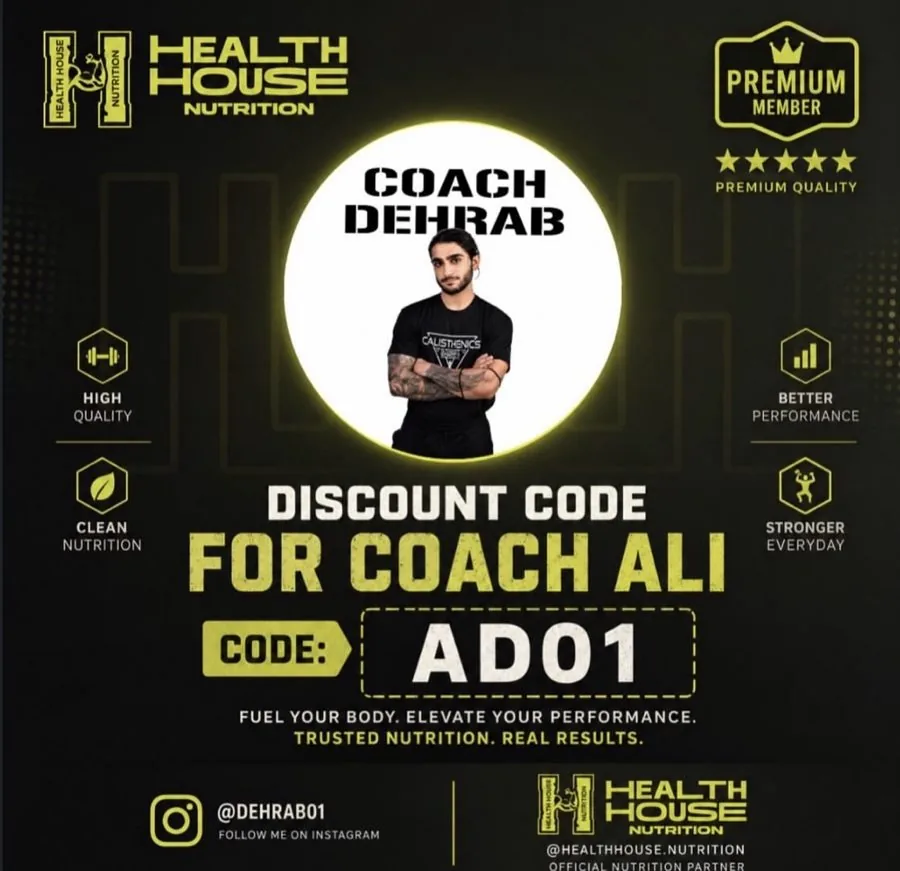 HEALTH HOUSE
NUTRITION
HEALTH
HOUSE
NUTRITION
PREMIUM
MEMBER
PREMIUM QUALITY
COACH
DEHRAB
CALISTHENICS
HIGH
QUALITY
CLEAN
NUTRITION
BETTER
PERFORMANCE
STRONGER
EVERYDAY
DISCOUNT CODE
FOR COACH ALI
CODE:
AD01
FUEL YOUR BODY. ELEVATE YOUR PERFORMANCE.
TRUSTED NUTRITION. REAL RESULTS.
@DEHRAB01
FOLLOW ME ON INSTAGRAM
HEALTH HOUSE
NUTRITION
HEALTH
HOUSE
NUTRITION
@HEALTHHOUSE.NUTRITION
OFFICIAL NUTRITION PARTNER